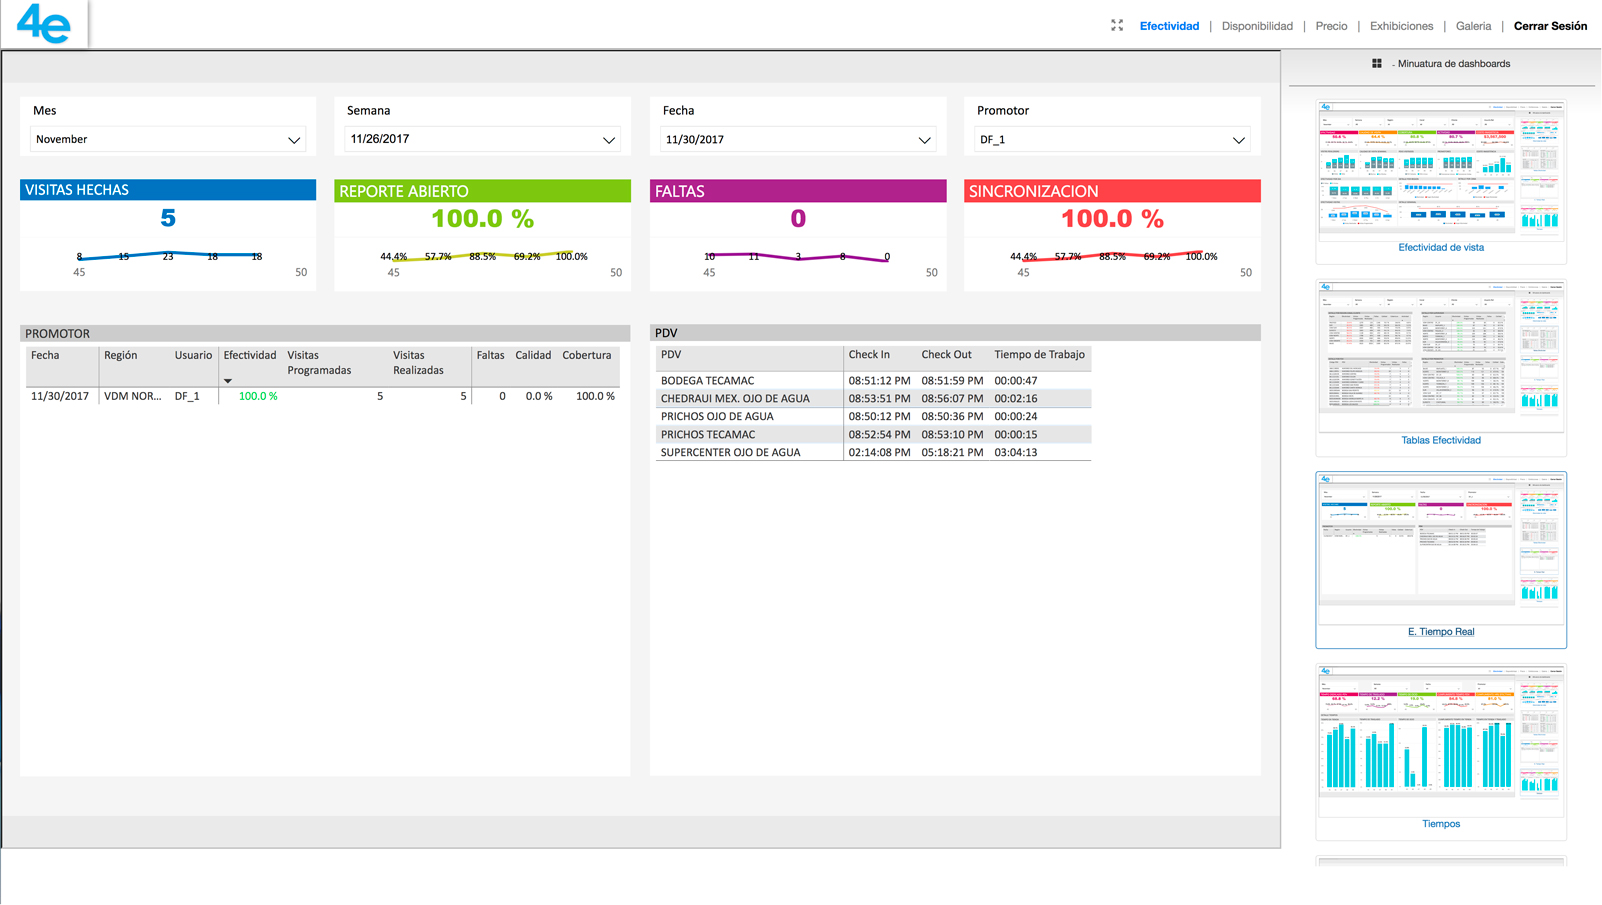 4e
Efectividad | Disponibilidad | Precio | Exhibiciones | Galeria | Cerrar Sesión
- Minuatura de dashboards
Mes
November
Semana
11/26/2017
Fecha
11/30/2017
Promotor
DF_1
VISITAS HECHAS
5
8 15 23 18 18
45 50
REPORTE ABIERTO
100.0 %
44.4% 57.7% 88.5% 69.2% 100.0%
45 50
FALTAS
0
10 11 3 8 0
45 50
SINCRONIZACION
100.0 %
44.4% 57.7% 88.5% 69.2% 100.0%
45 50
PROMOTOR
Fecha Región Usuario Efectividad Visitas Programadas Visitas Realizadas Faltas Calidad Cobertura
11/30/2017 VDM NOR... DF_1 100.0 % 5 5 0 0.0 % 100.0 %
PDV
PDV Check In Check Out Tiempo de Trabajo
BODEGA TECAMAC 08:51:12 PM 08:51:59 PM 00:00:47
CHEDRAUI MEX. OJO DE AGUA 08:53:51 PM 08:56:07 PM 00:02:16
PRICHOS OJO DE AGUA 08:50:12 PM 08:50:36 PM 00:00:24
PRICHOS TECAMAC 08:52:54 PM 08:53:10 PM 00:00:15
SUPERCENTER OJO DE AGUA 02:14:08 PM 05:18:21 PM 03:04:13
Efectividad de vista
Tablas Efectividad
E. Tiempo Real
Tiempos